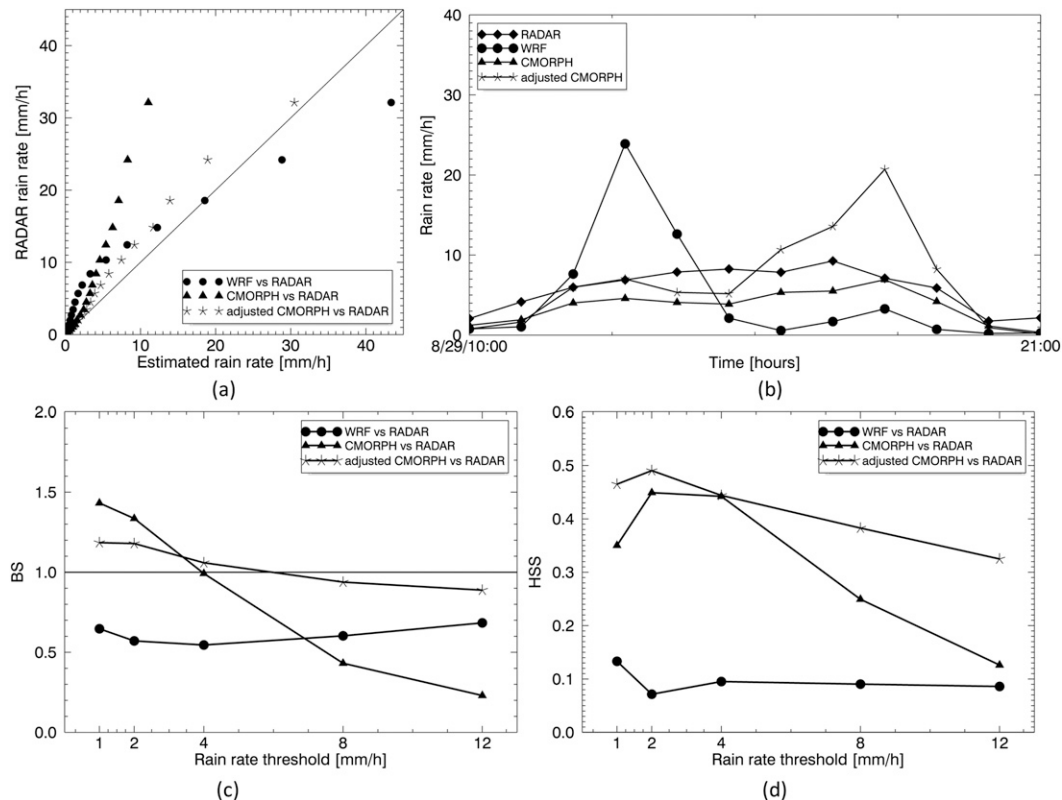 40
30
20
10
0
RADAR rain rate [mm/h]
WRF vs RADAR
CMORPH vs RADAR
adjusted CMORPH vs RADAR
0 10 20 30 40
Estimated rain rate [mm/h]
(a)
40
30
20
10
0
Rain rate [mm/h]
RADAR
WRF
CMORPH
adjusted CMORPH
8/29/10:00 21:00
Time [hours]
(b)
2.0
1.5
1.0
0.5
0.0
BS
WRF vs RADAR
CMORPH vs RADAR
adjusted CMORPH vs RADAR
1 2 4 8 12
Rain rate threshold [mm/h]
(c)
0.6
0.5
0.4
0.3
0.2
0.1
0.0
HSS
WRF vs RADAR
CMORPH vs RADAR
adjusted CMORPH vs RADAR
1 2 4 8 12
Rain rate threshold [mm/h]
(d)